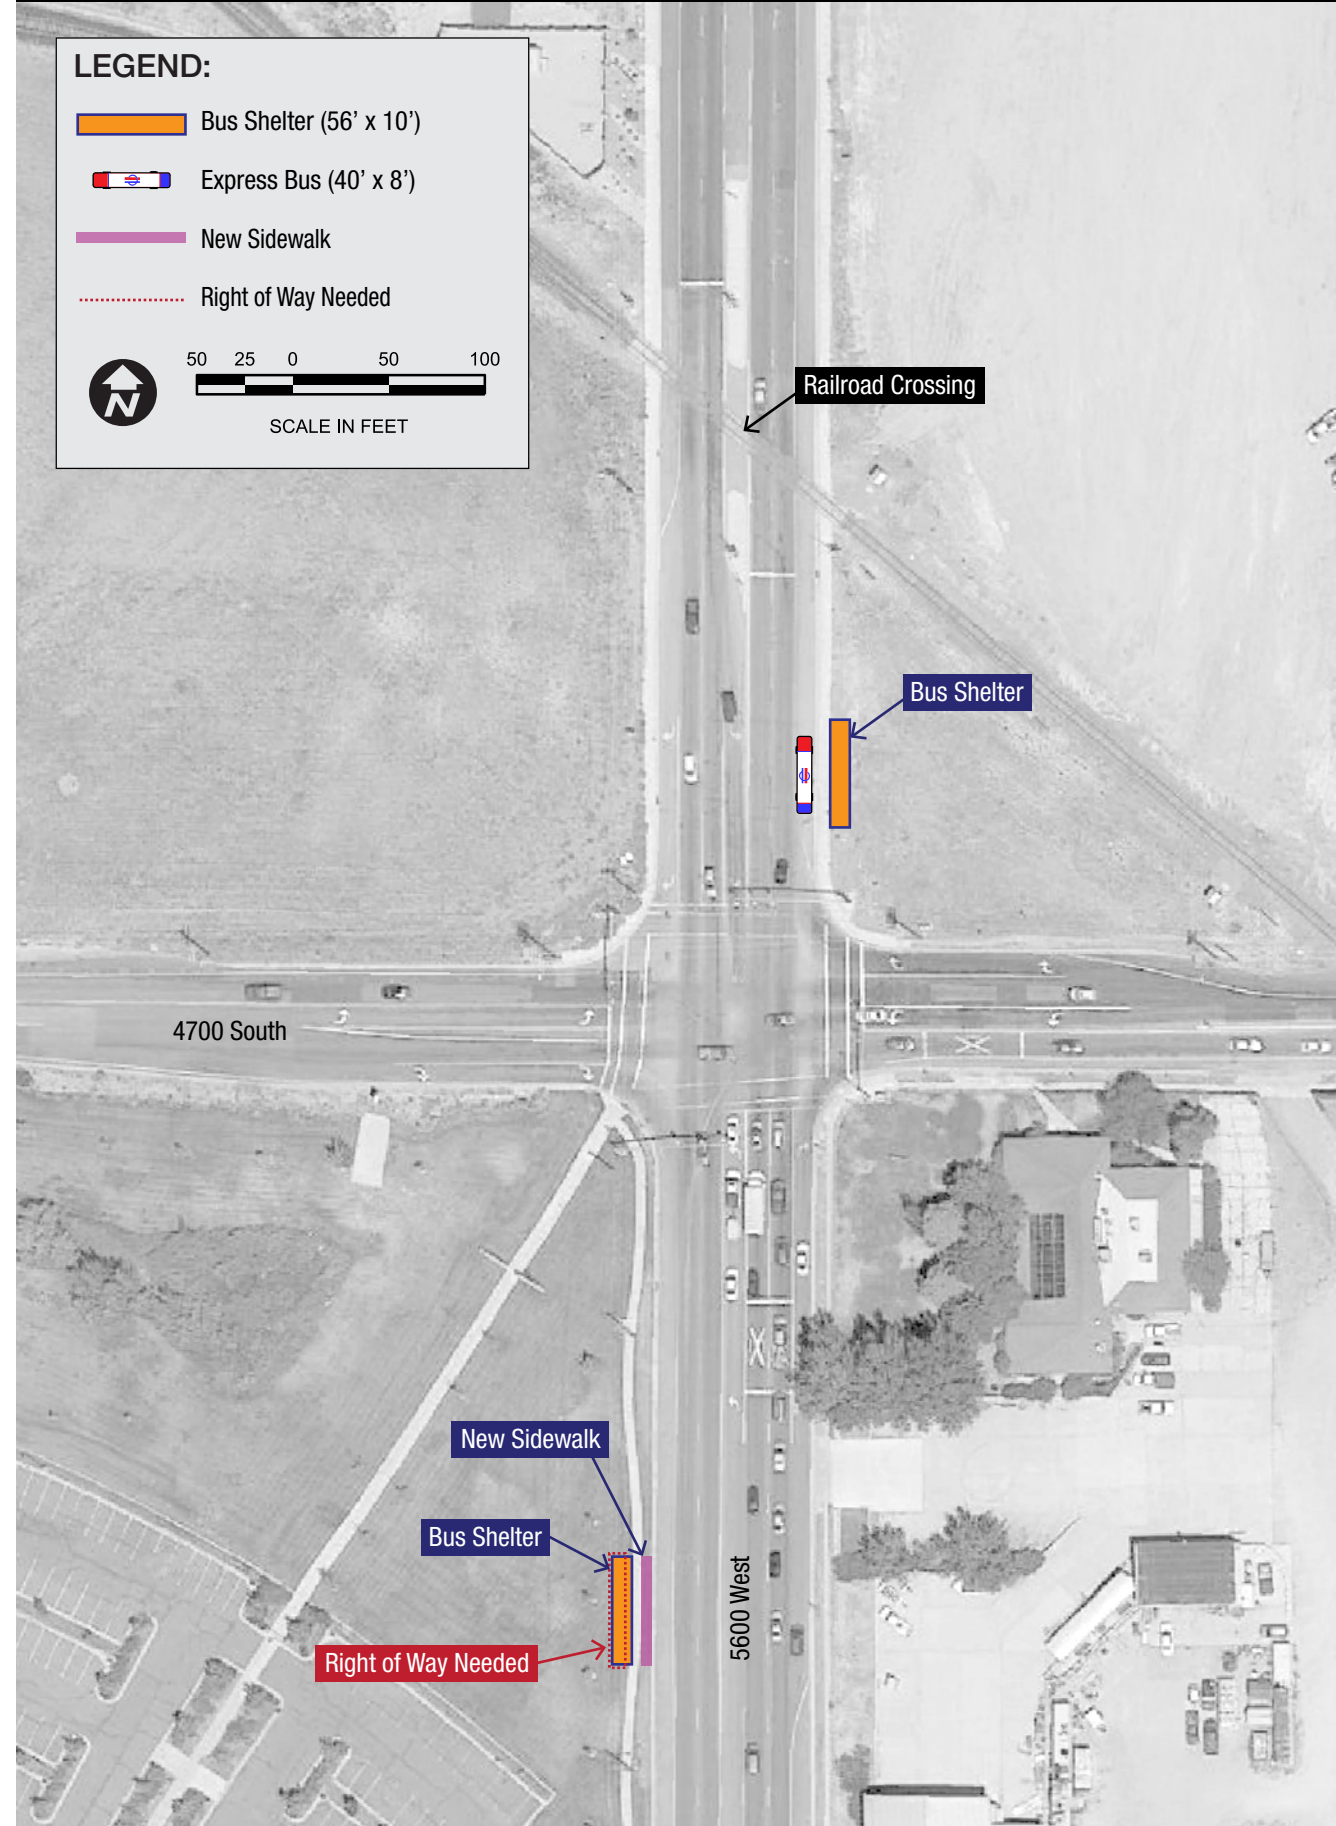 LEGEND:
Bus Shelter (56’ x 10’)
Express Bus (40’ x 8’)
New Sidewalk
Right of Way Needed
50 25 0 50 100
N
SCALE IN FEET
Railroad Crossing
Bus Shelter
4700 South
New Sidewalk
Bus Shelter
5600 West
Right of Way Needed